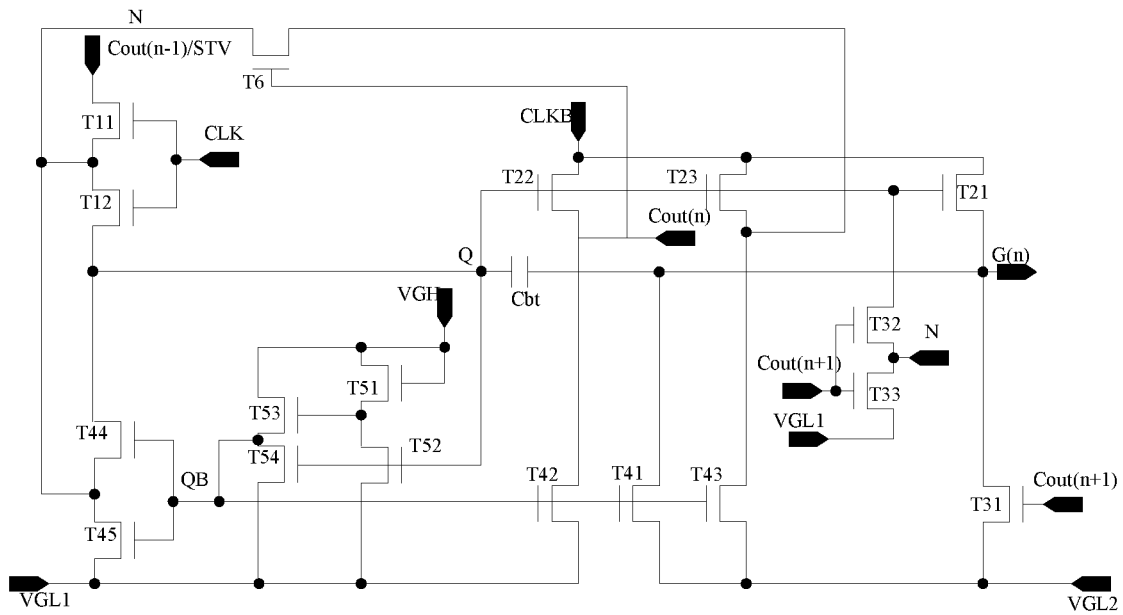 N
Cout(n-1)/STV
T6
T11
CLK
CLKB
T12
T22
T23
T21
Cout(n)
Q
G(n)
Cbt
VGH
T32
N
Cout(n+1)
T51
T33
T53
VGL1
T44
T52
T54
QB
T42
T41
T43
Cout(n+1)
T31
T45
VGL1
VGL2